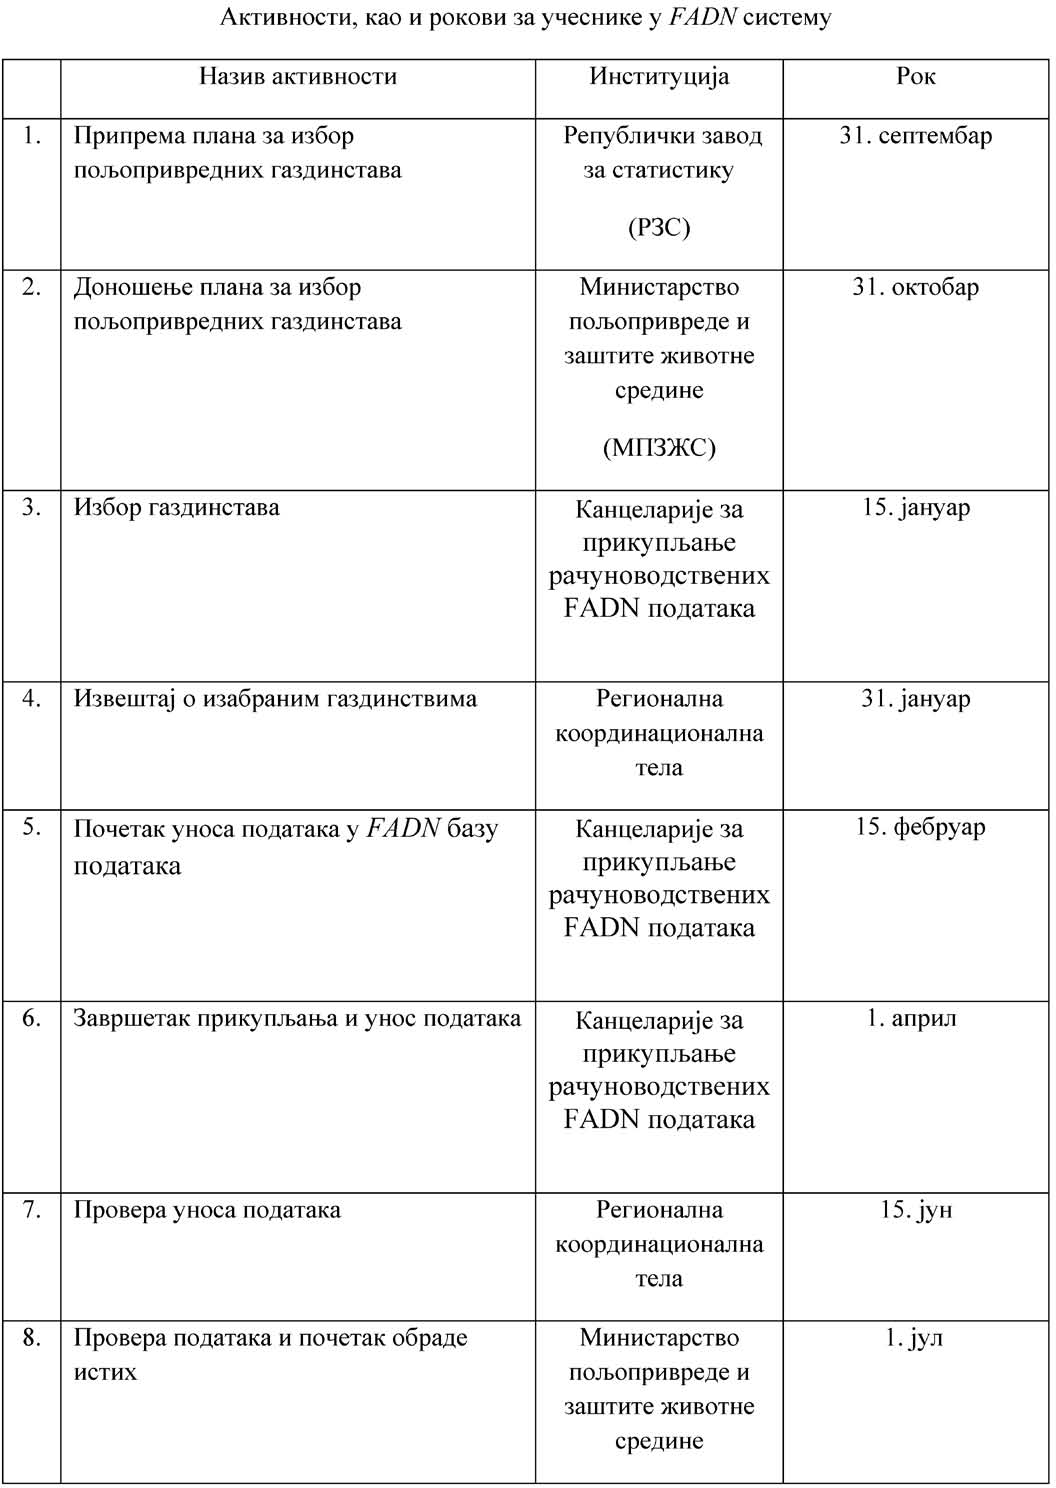 Активности, као и рокови за учеснике у FADN систему
Назив активности
Институција
Рок
1.
Припрема плана за избор
пољопривредних газдинстава
Републички завод
за статистику
(РЗС)
31. септембар
2.
Доношење плана за избор
пољопривредних газдинстава
Министарство
пољопривреде и
заштите животне
средине
(МПЗЖС)
31. октобар
3.
Избор газдинстава
Канцеларије за
прикупљање
рачуноводствених
FADN података
15. јануар
4.
Извештај о изабраним газдинствима
Регионална
координационална
тела
31. јануар
5.
Почетак уноса података у FADN базу
података
Канцеларије за
прикупљање
рачуноводствених
FADN података
15. фебруар
6.
Завршетак прикупљања и унос података
Канцеларије за
прикупљање
рачуноводствених
FADN података
1. април
7.
Провера уноса података
Регионална
координационална
тела
15. јун
8.
Провера података и почетак обраде
истих
Министарство
пољопривреде и
заштите животне
средине
1. јул